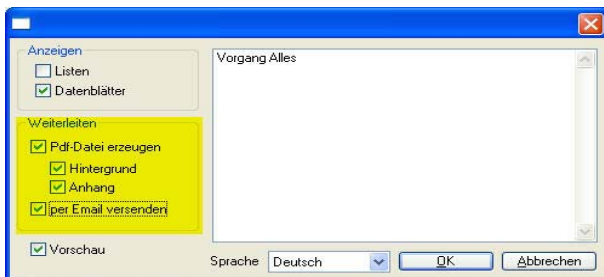 Anzeigen
Listen
Datenblätter
Weiterleiten
Pdf-Datei erzeugen
Hintergrund
Anhang
per Email versenden
Vorschau
Vorgang Alles
Sprache Deutsch OK Abbrechen